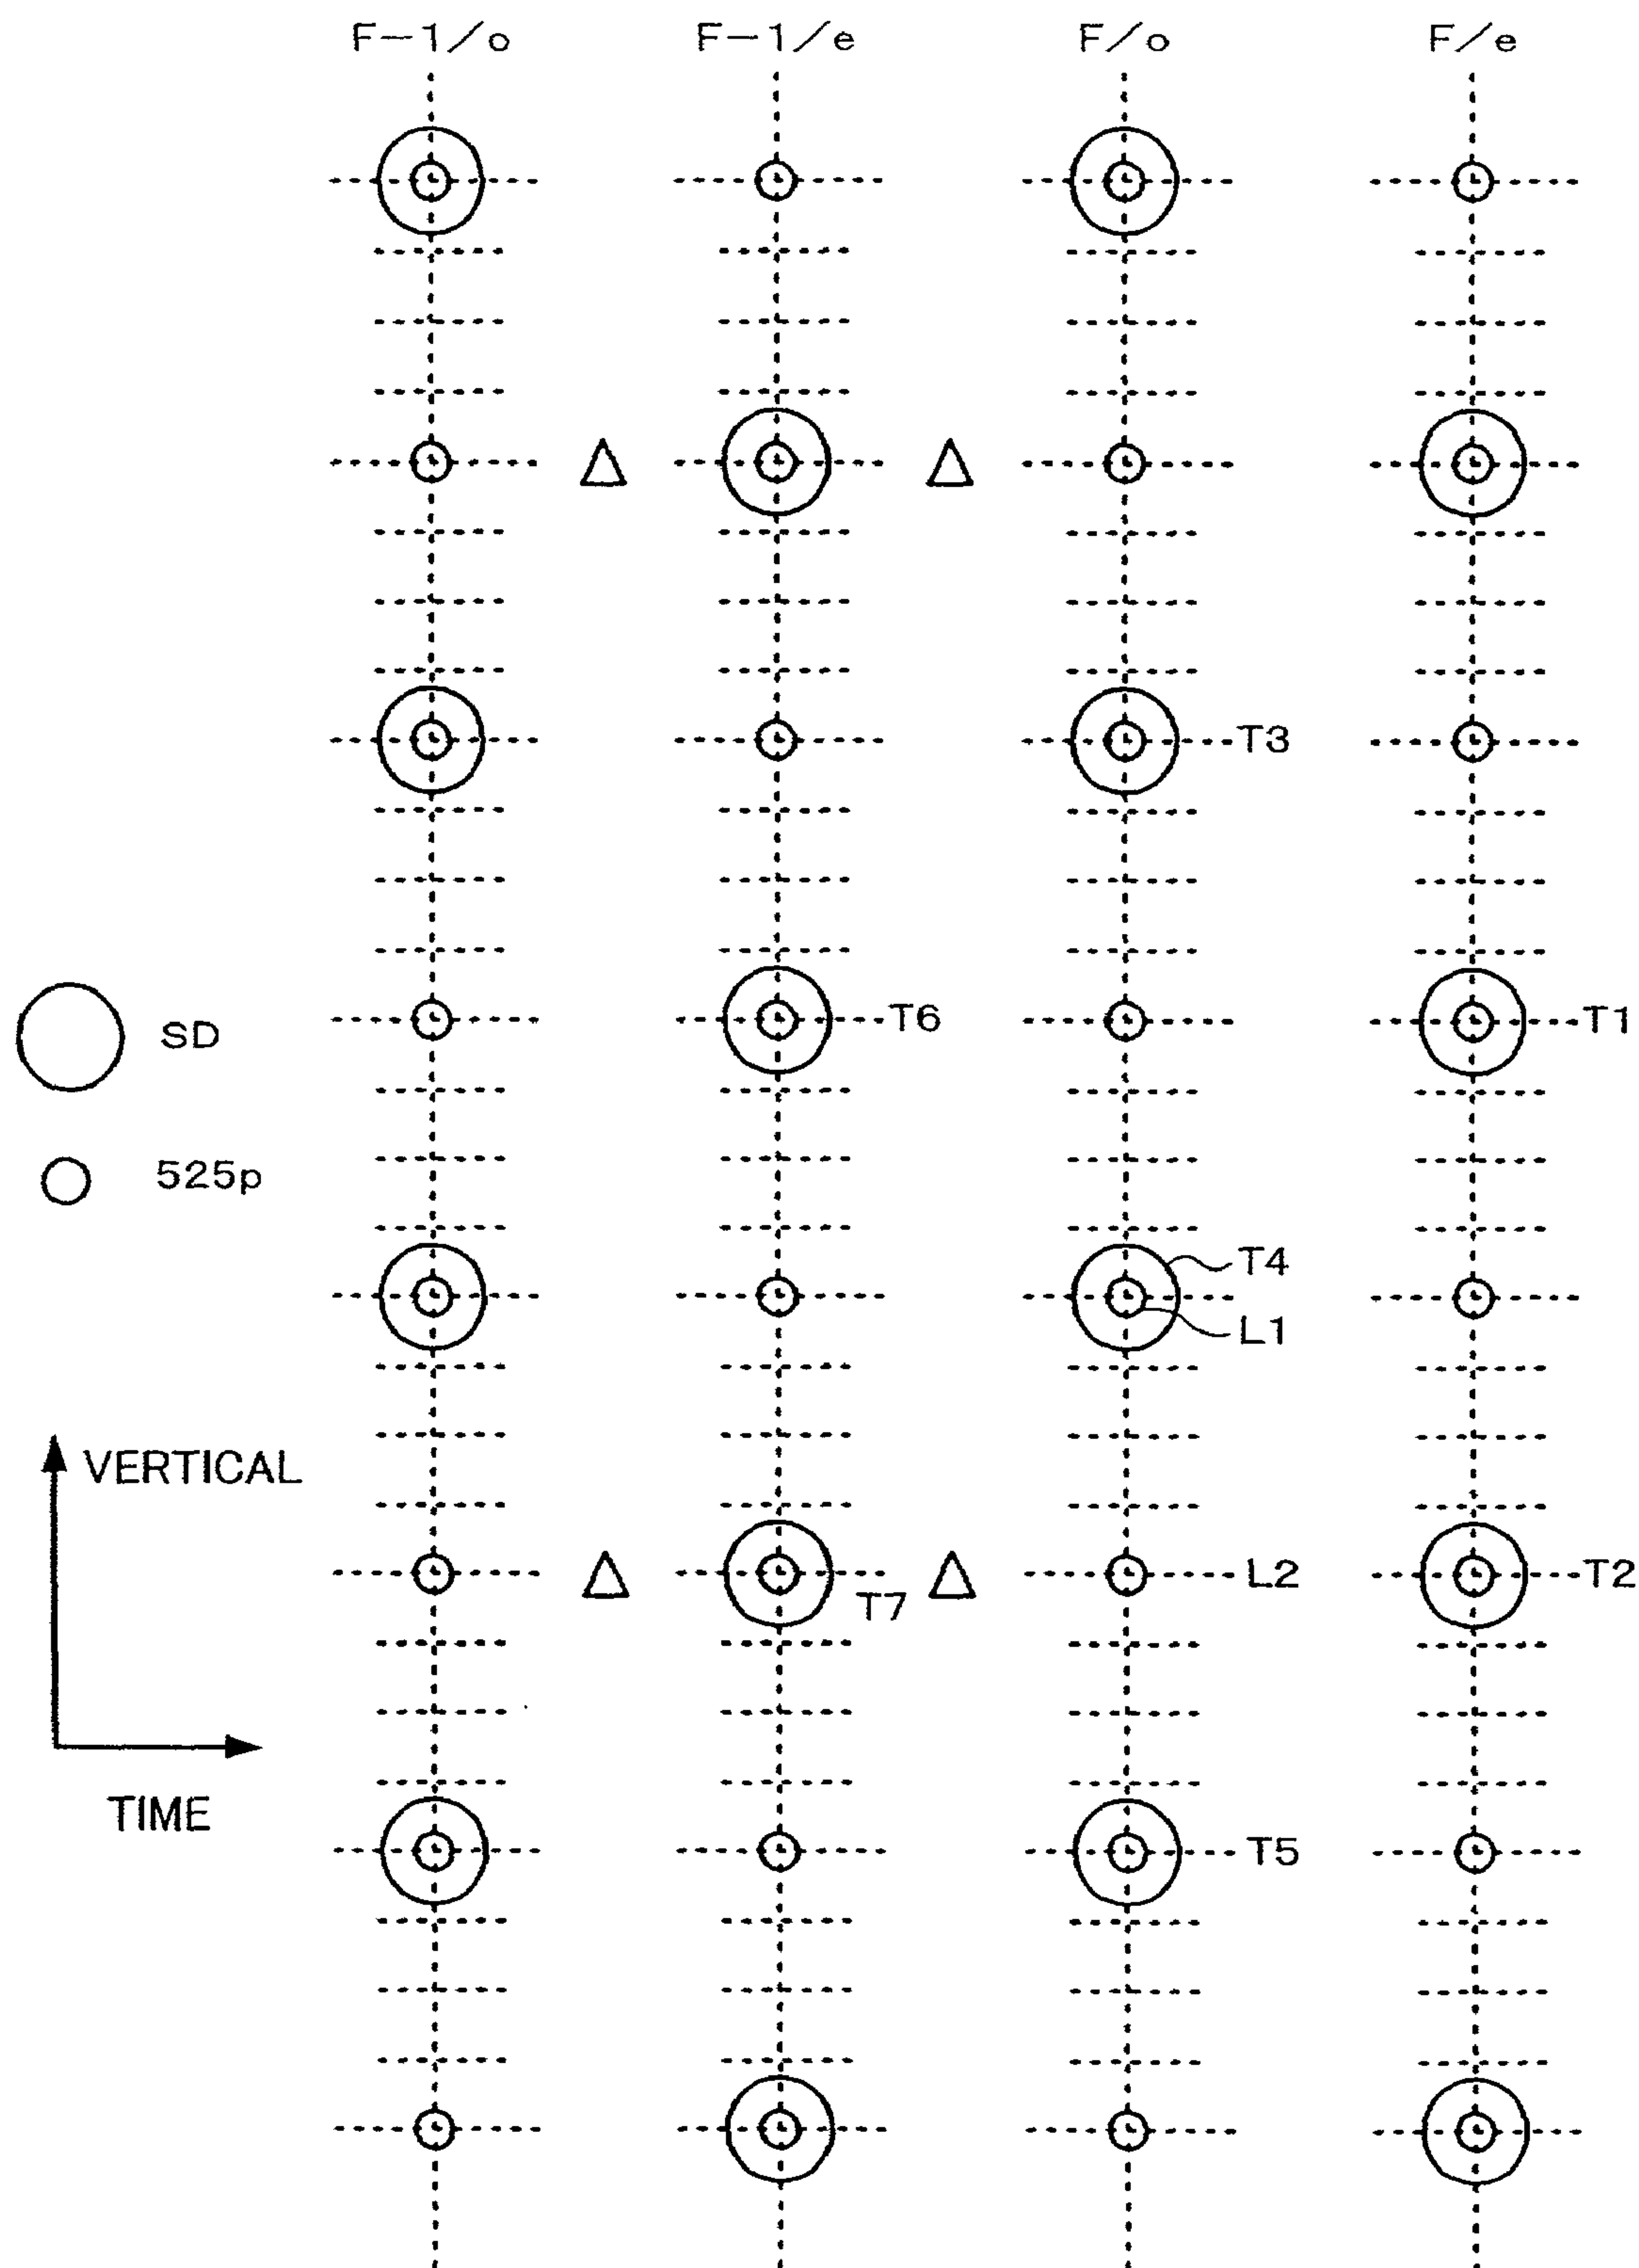 F-1/o F-1/e F/o F/e
T3
T6 T1
SD
525p
T4
L1
VERTICAL
L2 T2
T7
TIME
T5